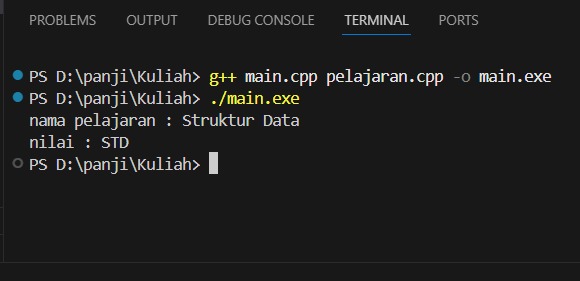 PROBLEMS OUTPUT DEBUG CONSOLE TERMINAL PORTS
PS D:\panji\Kuliah> g++ main.cpp pelajaran.cpp -o main.exe
PS D:\panji\Kuliah> ./main.exe
nama pelajaran : Struktur Data
nilai : STD
PS D:\panji\Kuliah>